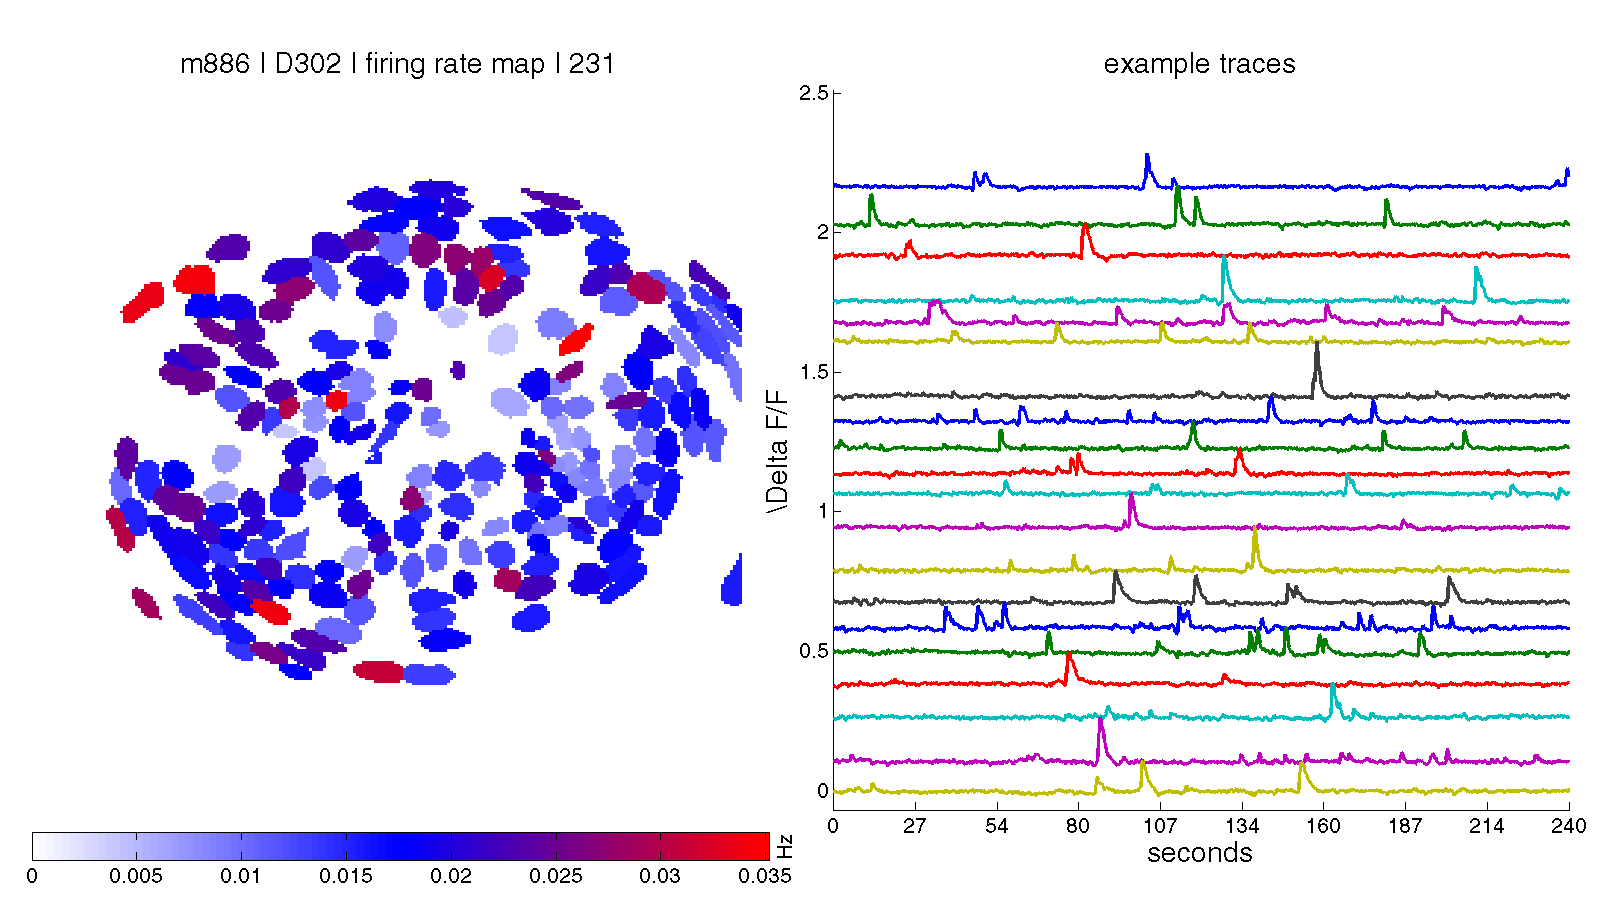 m886 | D302 | firing rate map | 231
0 0.005 0.01 0.015 0.02 0.025 0.03 0.035
Hz
example traces
2.5
2
1.5
1
0.5
0
\Delta F/F
0 27 54 80 107 134 160 187 214 240
seconds